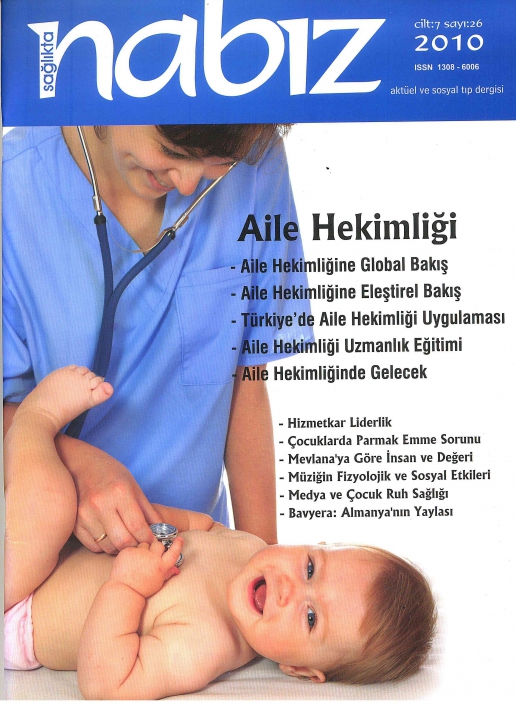 sağlıkta
nabız
cilt:7 sayı:26
2010
ISSN 1308 - 6006
aktüel ve sosyal tıp dergisi
Aile Hekimliği
- Aile Hekimliğine Global Bakış
- Aile Hekimliğine Eleştirel Bakış
- Türkiye'de Aile Hekimliği Uygulaması
- Aile Hekimliği Uzmanlık Eğitimi
- Aile Hekimliğinde Gelecek
- Hizmetkar Liderlik
- Çocuklarda Parmak Emme Sorunu
- Mevlana'ya Göre İnsan ve Değeri
- Müziğin Fizyolojik ve Sosyal Etkileri
- Medya ve Çocuk Ruh Sağlığı
- Bavyera: Almanya'nın Yaylası